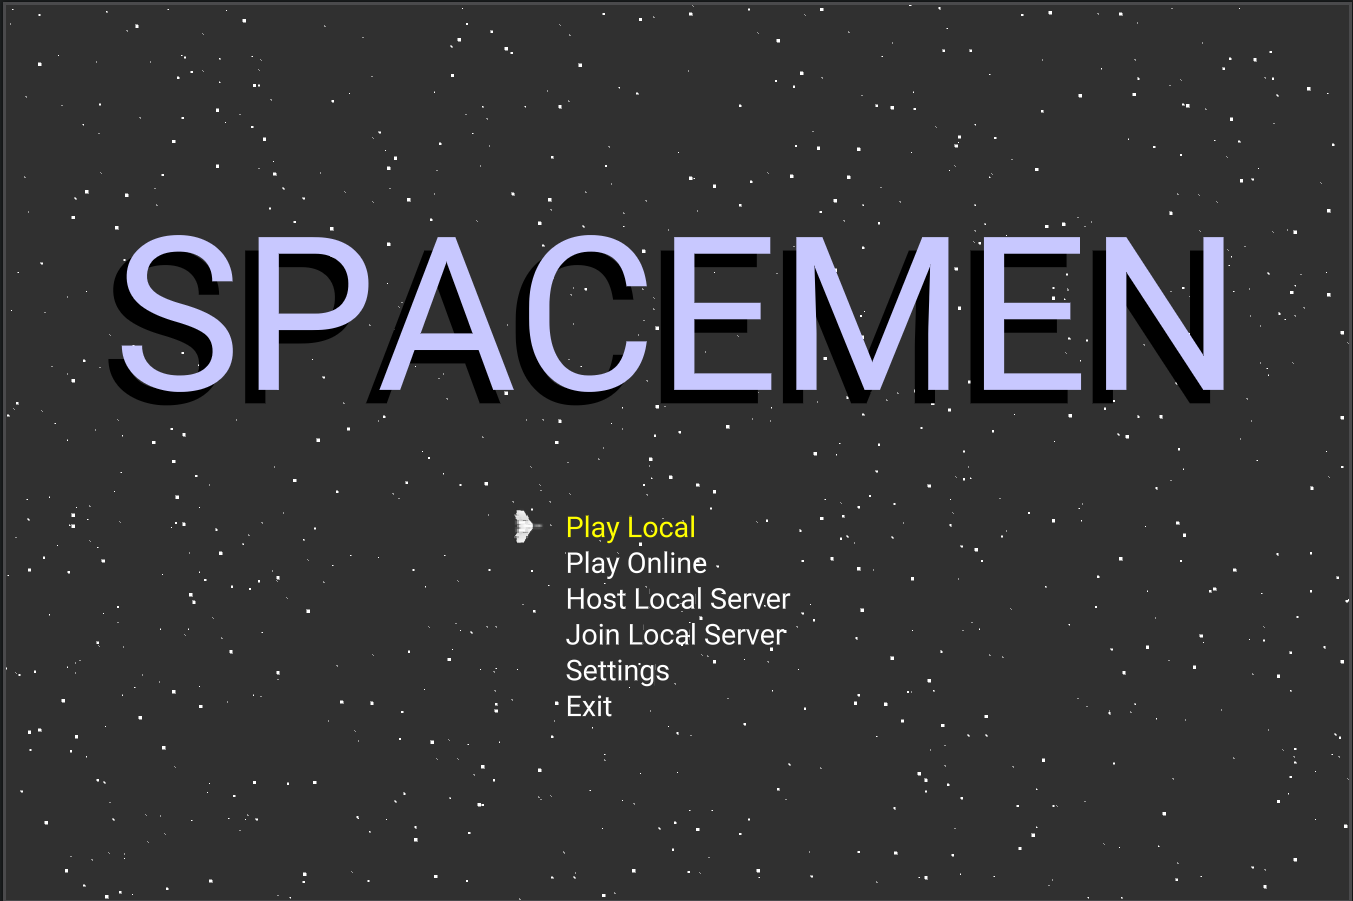 SPACEMEN
Play Local
Play Online
Host Local Server
Join Local Server
Settings
Exit